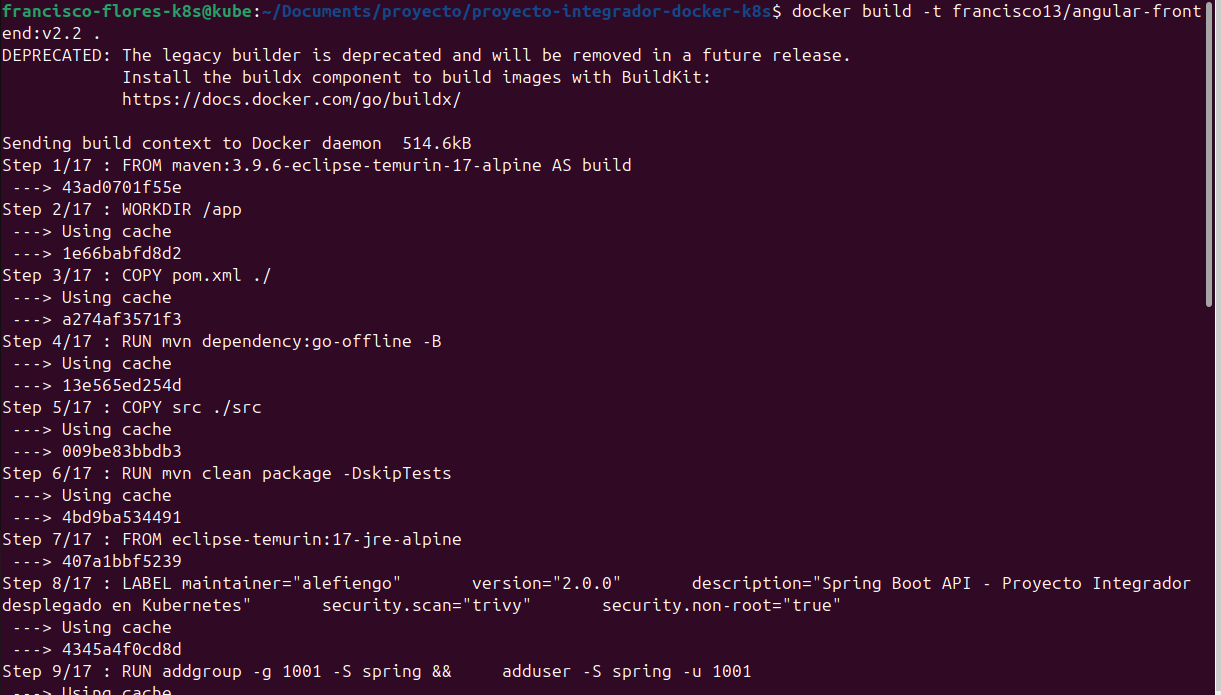 francisco-flores-k8s@kube:~/Documents/proyecto/proyecto-integrador-docker-k8s$ docker build -t francisco13/angular-front
end:v2.2 .
DEPRECATED: The legacy builder is deprecated and will be removed in a future release.
            Install the buildx component to build images with BuildKit:
            https://docs.docker.com/go/buildx/

Sending build context to Docker daemon  514.6kB
Step 1/17 : FROM maven:3.9.6-eclipse-temurin-17-alpine AS build
 ---> 43ad0701f55e
Step 2/17 : WORKDIR /app
 ---> Using cache
 ---> 1e66babfd8d2
Step 3/17 : COPY pom.xml ./
 ---> Using cache
 ---> a274af3571f3
Step 4/17 : RUN mvn dependency:go-offline -B
 ---> Using cache
 ---> 13e565ed254d
Step 5/17 : COPY src ./src
 ---> Using cache
 ---> 009be83bbdb3
Step 6/17 : RUN mvn clean package -DskipTests
 ---> Using cache
 ---> 4bd9ba534491
Step 7/17 : FROM eclipse-temurin:17-jre-alpine
 ---> 407a1bbf5239
Step 8/17 : LABEL maintainer="alefiengo"       version="2.0.0"       description="Spring Boot API - Proyecto Integrador
desplegado en Kubernetes"       security.scan="trivy"       security.non-root="true"
 ---> Using cache
 ---> 4345a4f0cd8d
Step 9/17 : RUN addgroup -g 1001 -S spring &&     adduser -S spring -u 1001
 ---> Using cache